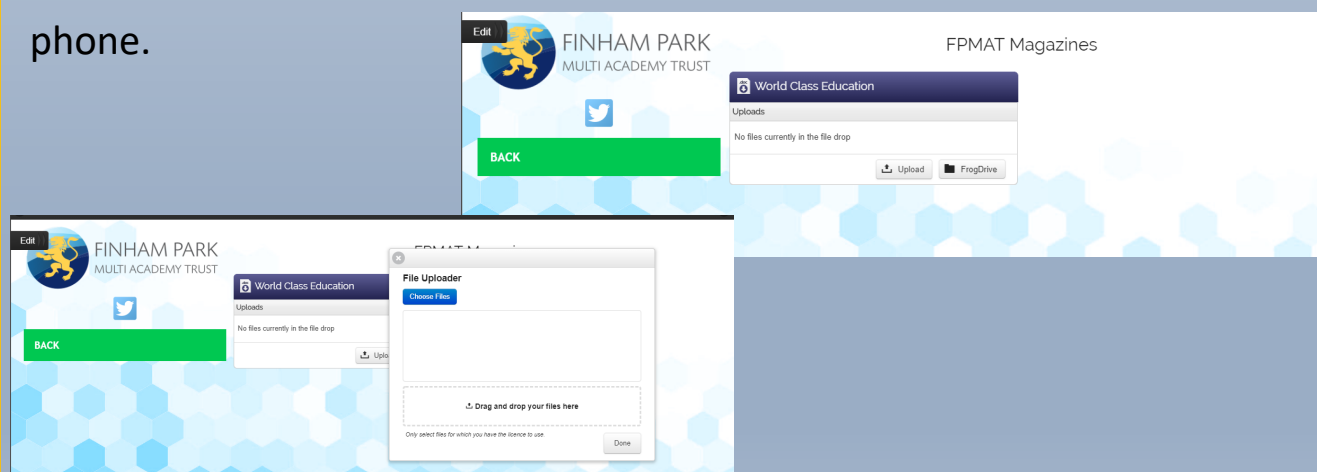 phone.
Edit
FINHAM PARK
MULTI ACADEMY TRUST
FPMAT Magazines
World Class Education
Uploads
No files currently in the file drop
Upload
FrogDrive
BACK
Edit
FINHAM PARK
MULTI ACADEMY TRUST
World Class Education
Uploads
No files currently in the file drop
Uplo
BACK
File Uploader
Choose Files
Drag and drop your files here
Only select files for which you have the licence to use
Done